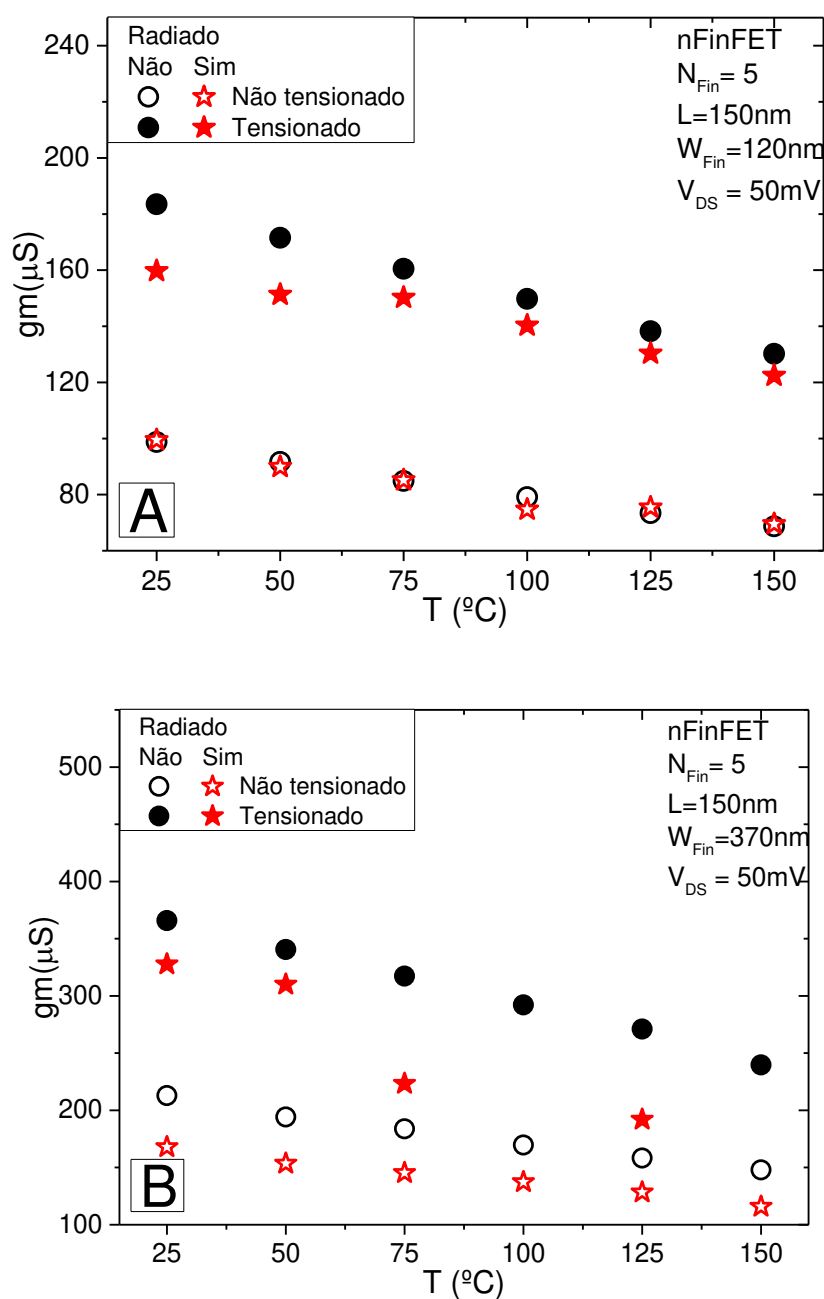 240
200
160
120
80
gm(μS)
Radiado
Não Sim
Não tensionado
Tensionado
nFinFET
N_Fin= 5
L=150nm
W_Fin=120nm
V_DS = 50mV
A
25 50 75 100 125 150
T (ºC)
500
400
300
200
100
gm(μS)
Radiado
Não Sim
Não tensionado
Tensionado
nFinFET
N_Fin= 5
L=150nm
W_Fin=370nm
V_DS = 50mV
B
25 50 75 100 125 150
T (ºC)